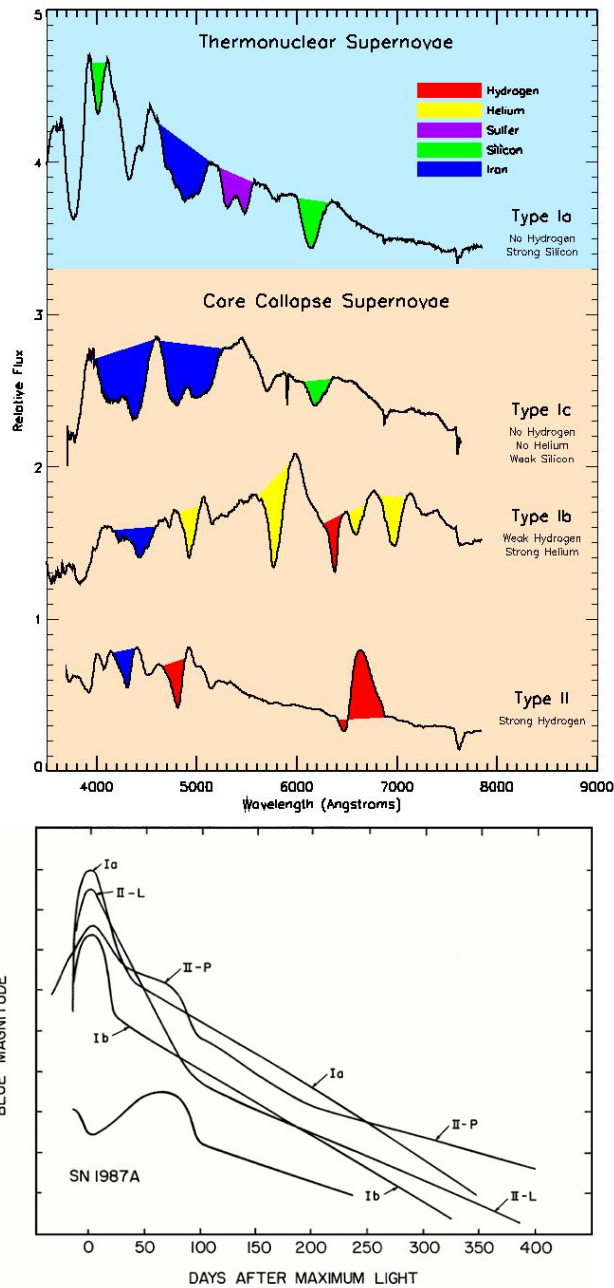 5
Thermonuclear Supernovae
Hydrogen
Helium
Sulfer
Silicon
Iron
4
Type Ia
No Hydrogen
Strong Silicon
Core Collapse Supernovae
3
Relative Flux
Type Ic
No Hydrogen
No Helium
Weak Silicon
2
Type Ib
Weak Hydrogen
Strong Helium
1
Type II
Strong Hydrogen
0
4000 5000 6000 7000 8000 9000
Wavelength (Angstroms)
Ia
II-L
II-P
Ib
Ia
II-P
SN 1987A
Ib
II-L
BLUE MAGNITUDE
0 50 100 150 200 250 300 350 400
DAYS AFTER MAXIMUM LIGHT